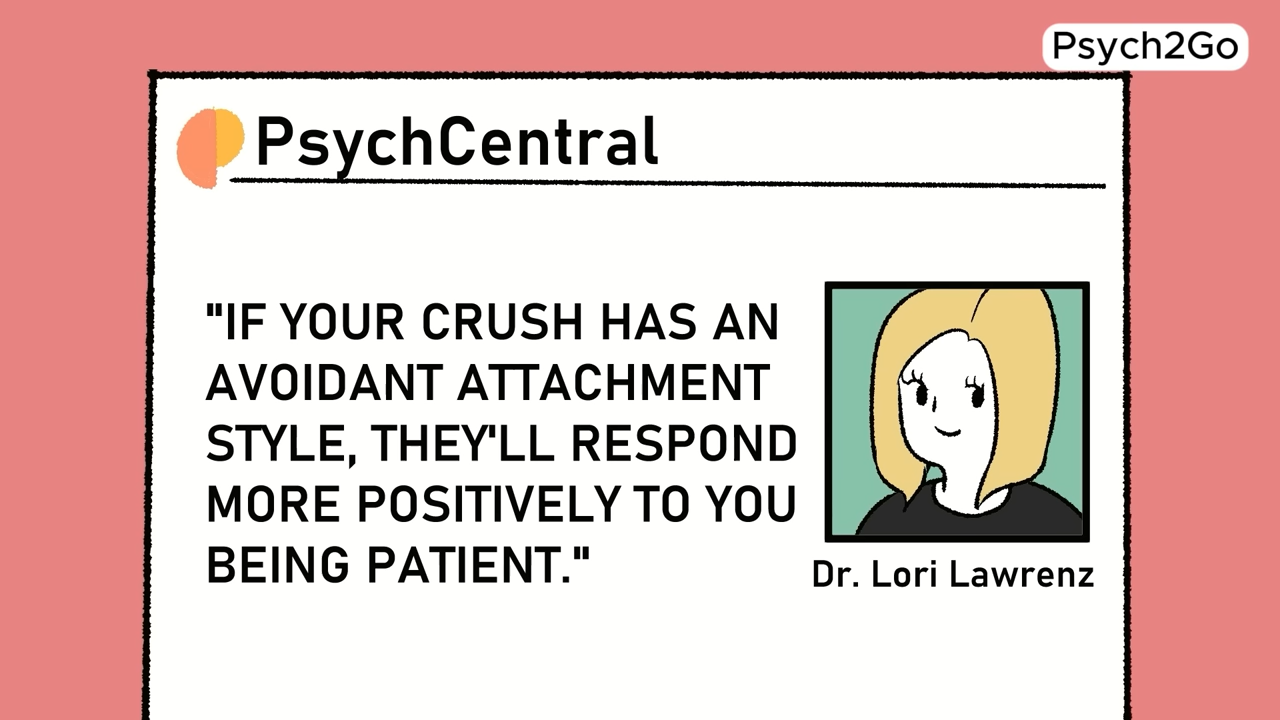 Psych2Go
PsychCentral
"IF YOUR CRUSH HAS AN
AVOIDANT ATTACHMENT
STYLE, THEY'LL RESPOND
MORE POSITIVELY TO YOU
BEING PATIENT."
Dr. Lori Lawrenz